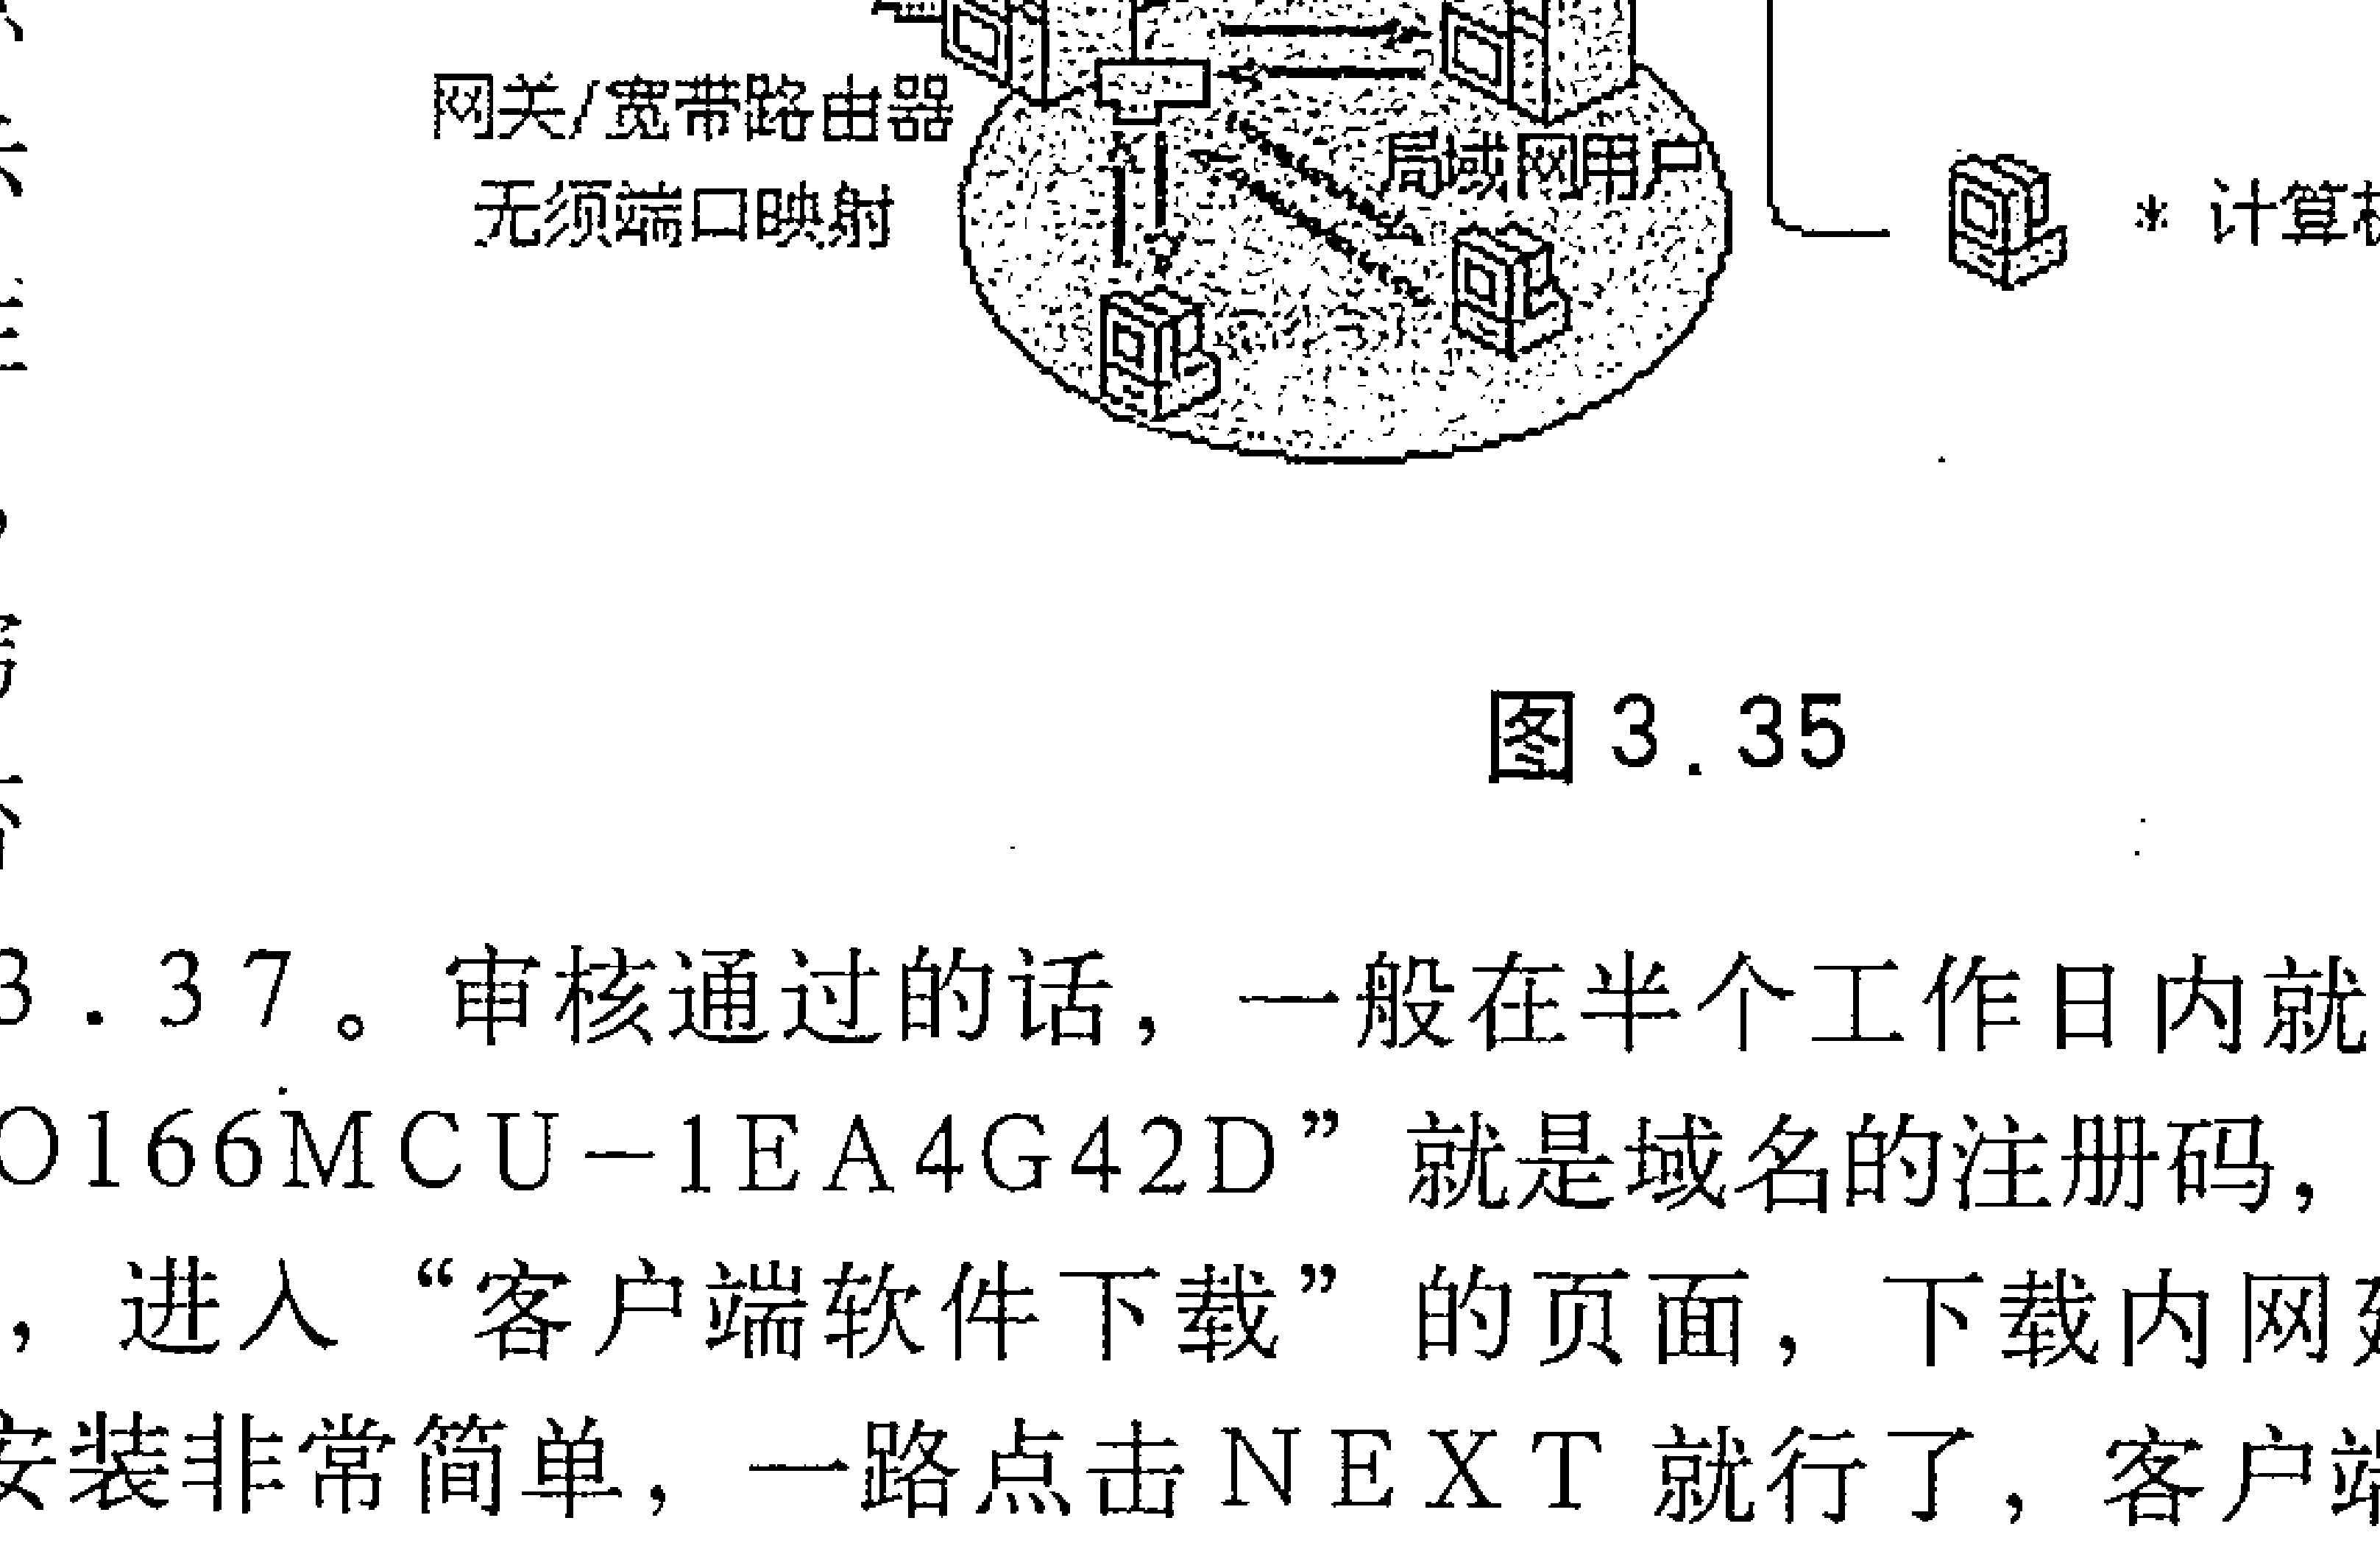 网关/宽带路由器
无须端口映射
局域网用户
* 计算
图 3.35
3.37。审核通过的话，一般在半个工作日内就
O166MCU-1EA4G42D”就是域名的注册码，
，进入“客户端软件下载”的页面，下载内网
安装非常简单，一路点击NEXT就行了，客户端